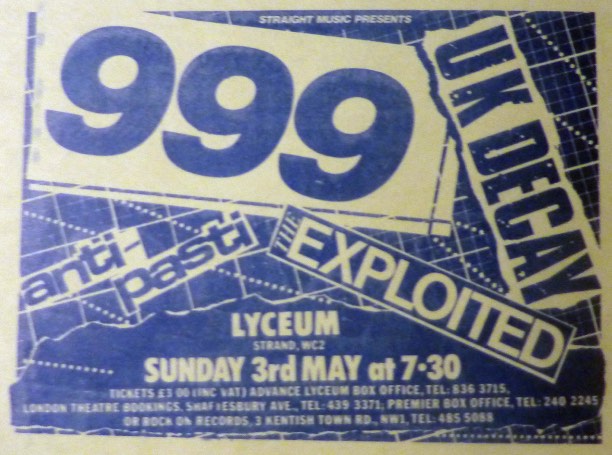 STRAIGHT MUSIC PRESENTS
999
UK DECAY
anti-
pasti
THE EXPLOITED
LYCEUM
STRAND, WC2
SUNDAY 3rd MAY at 7·30
TICKETS £3 00 (INC VAT) ADVANCE LYCEUM BOX OFFICE, TEL: 836 3715,
LONDON THEATRE BOOKINGS, SHAFTESBURY AVE., TEL: 439 3371; PREMIER BOX OFFICE, TEL: 240 2245
OR ROCK ON RECORDS, 3 KENTISH TOWN RD, NW1, TEL: 485 5088